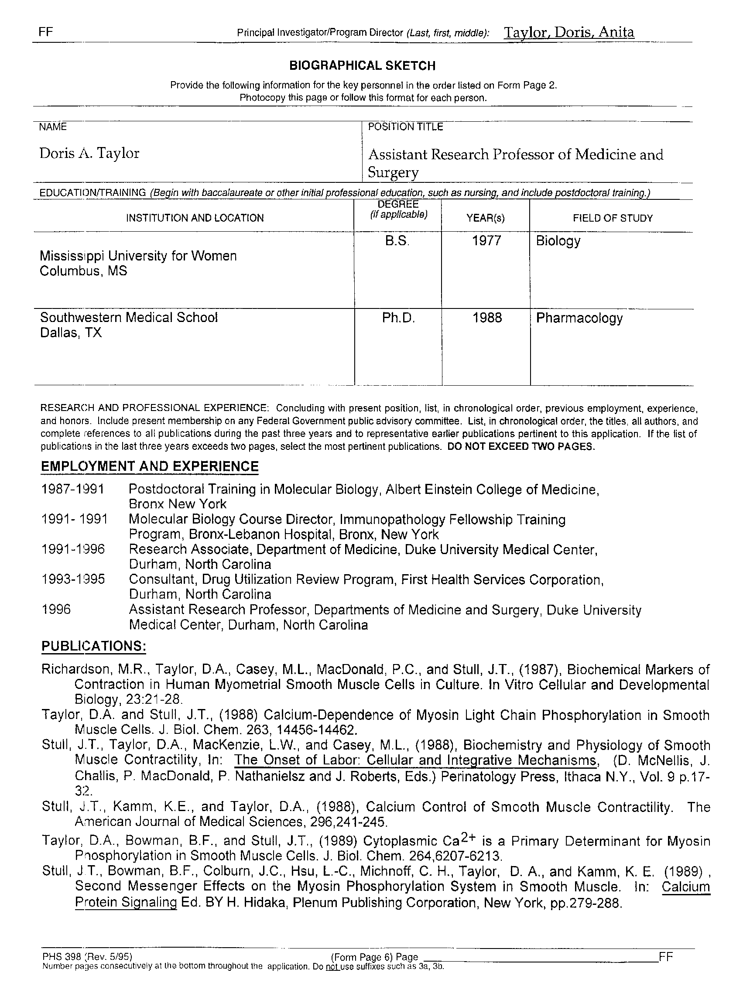 FF
Principal Investigator/Program Director (Last, first, middle): Taylor, Doris, Anita
BIOGRAPHICAL SKETCH
Provide the following information for the key personnel in the order listed on Form Page 2.
Photocopy this page or follow this format for each person.
NAME
POSITION TITLE
Doris A. Taylor
Assistant Research Professor of Medicine and
Surgery
EDUCATION/TRAINING (Begin with baccalaureate or other initial professional education, such as nursing, and include postdoctoral training.)
INSTITUTION AND LOCATION
DEGREE
(if applicable)
YEAR(s)
FIELD OF STUDY
Mississippi University for Women
Columbus, MS
B.S.
1977
Biology
Southwestern Medical School
Dallas, TX
Ph.D.
1988
Pharmacology
RESEARCH AND PROFESSIONAL EXPERIENCE: Concluding with present position, list, in chronological order, previous employment, experience,
and honors. Include present membership on any Federal Government public advisory committee. List, in chronological order, the titles, all authors, and
complete references to all publications during the past three years and to representative earlier publications pertinent to this application. If the list of
publications in the last three years exceeds two pages, select the most pertinent publications. DO NOT EXCEED TWO PAGES.
EMPLOYMENT AND EXPERIENCE
1987-1991 Postdoctoral Training in Molecular Biology, Albert Einstein College of Medicine,
Bronx New York
1991- 1991 Molecular Biology Course Director, Immunopathology Fellowship Training
Program, Bronx-Lebanon Hospital, Bronx, New York
1991-1996 Research Associate, Department of Medicine, Duke University Medical Center,
Durham, North Carolina
1993-1995 Consultant, Drug Utilization Review Program, First Health Services Corporation,
Durham, North Carolina
1996 Assistant Research Professor, Departments of Medicine and Surgery, Duke University
Medical Center, Durham, North Carolina
PUBLICATIONS:
Richardson, M.R., Taylor, D.A., Casey, M.L., MacDonald, P.C., and Stull, J.T., (1987), Biochemical Markers of
Contraction in Human Myometrial Smooth Muscle Cells in Culture. In Vitro Cellular and Developmental
Biology, 23:21-28.
Taylor, D.A. and Stull, J.T., (1988) Calcium-Dependence of Myosin Light Chain Phosphorylation in Smooth
Muscle Cells. J. Biol. Chem. 263, 14456-14462.
Stull, J.T., Taylor, D.A., MacKenzie, L.W., and Casey, M.L., (1988), Biochemistry and Physiology of Smooth
Muscle Contractility, In: The Onset of Labor: Cellular and Integrative Mechanisms, (D. McNellis, J.
Challis, P. MacDonald, P. Nathanielsz and J. Roberts, Eds.) Perinatology Press, Ithaca N.Y., Vol. 9 p.17-
32.
Stull, J.T., Kamm, K.E., and Taylor, D.A., (1988), Calcium Control of Smooth Muscle Contractility. The
American Journal of Medical Sciences, 296,241-245.
Taylor, D.A., Bowman, B.F., and Stull, J.T., (1989) Cytoplasmic Ca2+ is a Primary Determinant for Myosin
Phosphorylation in Smooth Muscle Cells. J. Biol. Chem. 264,6207-6213.
Stull, J.T., Bowman, B.F., Colburn, J.C., Hsu, L.-C., Michnoff, C. H., Taylor, D. A., and Kamm, K. E. (1989) ,
Second Messenger Effects on the Myosin Phosphorylation System in Smooth Muscle. In: Calcium
Protein Signaling Ed. BY H. Hidaka, Plenum Publishing Corporation, New York, pp.279-288.
PHS 398 (Rev. 5/95) (Form Page 6) Page FF
Number pages consecutively at the bottom throughout the application. Do not use suffixes such as 3a, 3b.